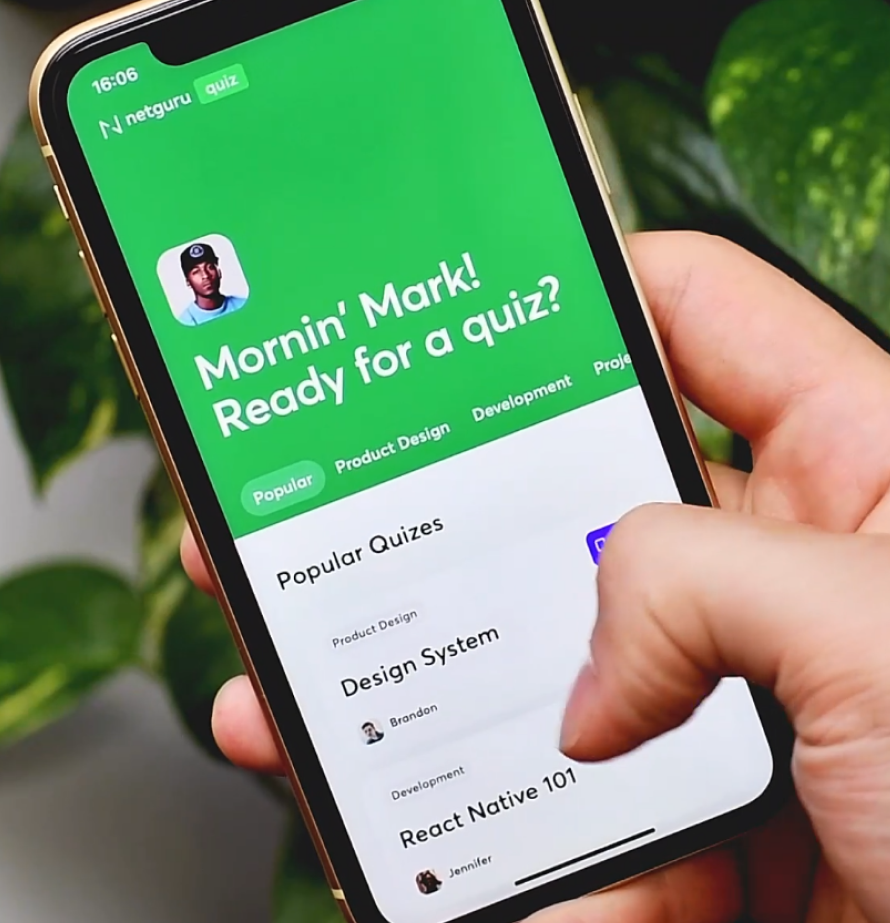 16:06
netguru quiz
Mornin' Mark!
Ready for a quiz?
Popular Product Design Development Proje
Popular Quizes
Product Design
Design System
Brandon
Development
React Native 101
Jennifer